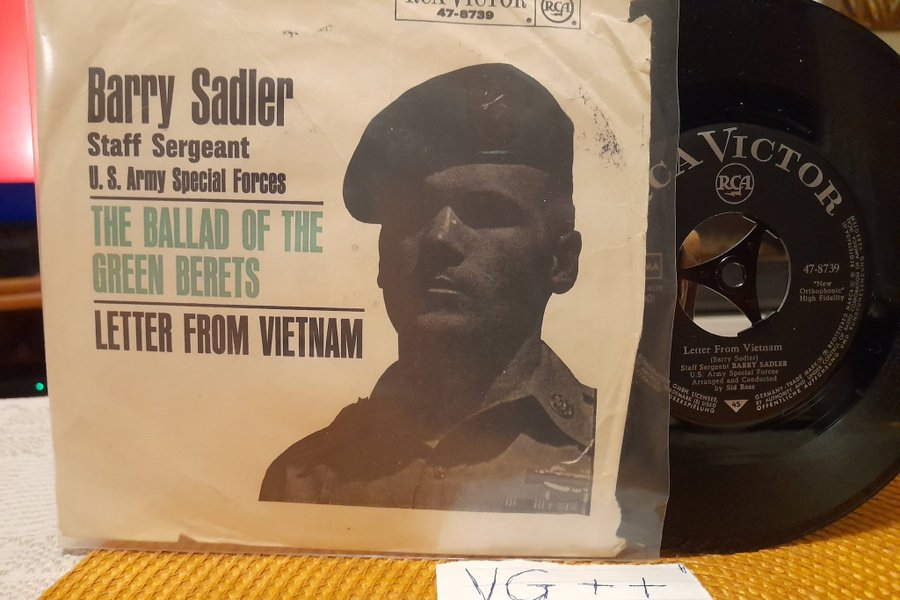 RCA VICTOR
47-8739
RCA
Barry Sadler
Staff Sergeant
U. S. Army Special Forces
THE BALLAD OF THE
GREEN BERETS
LETTER FROM VIETNAM
CA VICTOR
RCA
47-8739
"New
Orthophonic"
High Fidelity
Letter From Vietnam
(Barry Sadler)
Staff Sergeant BARRY SADLER
U. S. Army Special Forces
Arranged and Conducted
by Sid Bass
45
VG ++